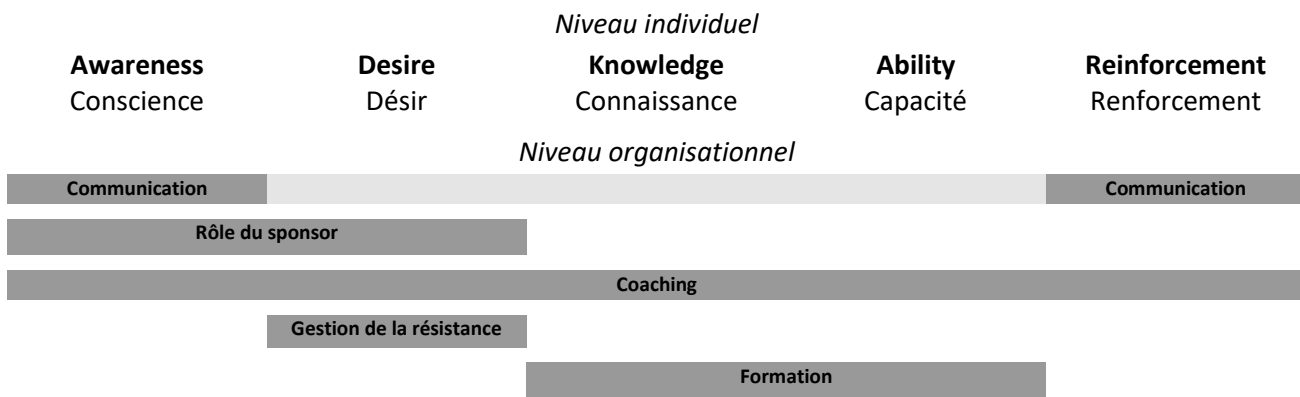 Niveau individuel
Awareness Desire Knowledge Ability Reinforcement
Conscience Désir Connaissance Capacité Renforcement
Niveau organisationnel
Communication Communication
Rôle du sponsor
Coaching
Gestion de la résistance
Formation